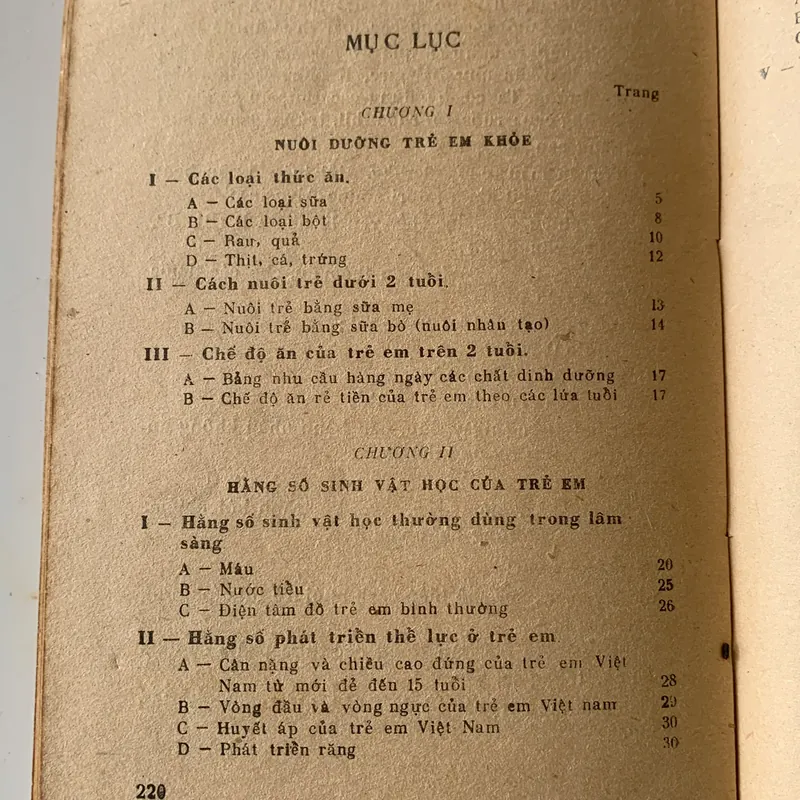 MỤC LỤC
Trang
CHƯƠNG I
NUÔI DƯỠNG TRẺ EM KHỎE
I — Các loại thức ăn.
A — Các loại sữa 5
B — Các loại bột 8
C — Rau, quả 10
D — Thịt, cá, trứng 12
II — Cách nuôi trẻ dưới 2 tuổi.
A — Nuôi trẻ bằng sữa mẹ 13
B — Nuôi trẻ bằng sữa bò (nuôi nhân tạo) 14
III — Chế độ ăn của trẻ em trên 2 tuổi.
A — Bảng nhu cầu hàng ngày các chất dinh dưỡng 17
B — Chế độ ăn rẻ tiền của trẻ em theo các lứa tuổi 17
CHƯƠNG II
HẰNG SỐ SINH VẬT HỌC CỦA TRẺ EM
I — Hằng số sinh vật học thường dùng trong lâm
sàng
A — Máu 20
B — Nước tiểu 25
C — Điện tâm đồ trẻ em bình thường 26
II — Hằng số phát triển thể lực ở trẻ em.
A — Cân nặng và chiều cao đứng của trẻ em Việt
Nam từ mới đẻ đến 15 tuổi 28
B — Vòng đầu và vòng ngực của trẻ em Việt nam 29
C — Huyết áp của trẻ em Việt Nam 30
D — Phát triển răng 30
220
V —